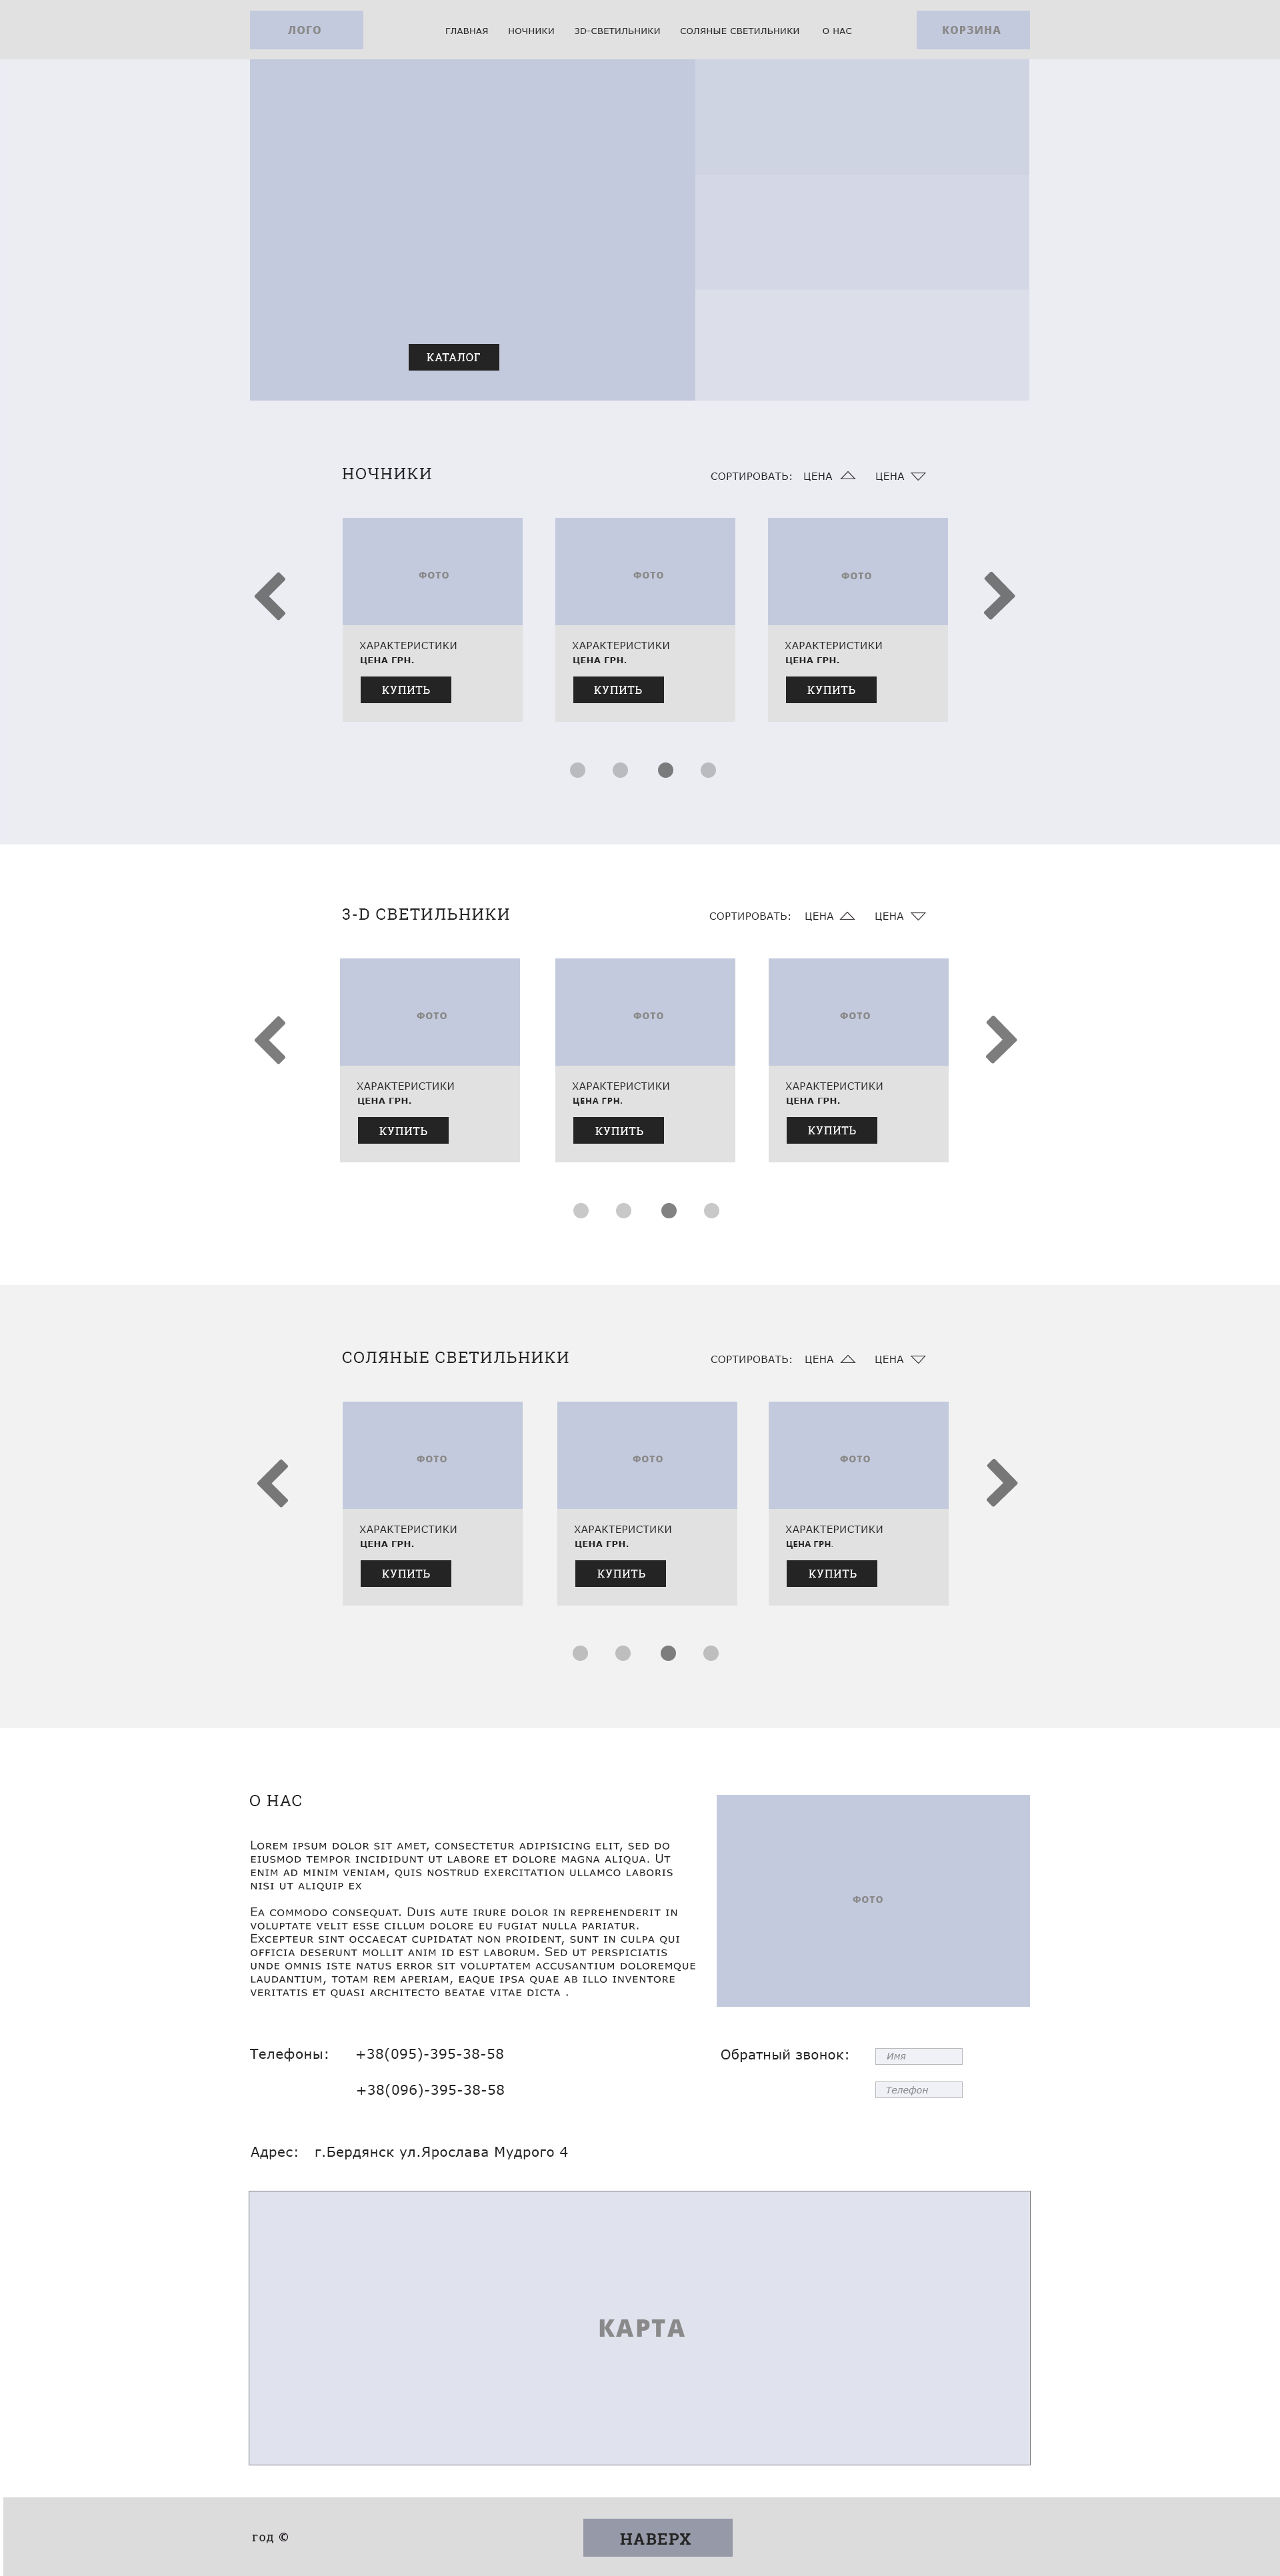 ЛОГО
ГЛАВНАЯ НОЧНИКИ 3D-СВЕТИЛЬНИКИ СОЛЯНЫЕ СВЕТИЛЬНИКИ О НАС
КОРЗИНА
КАТАЛОГ
НОЧНИКИ
СОРТИРОВАТЬ: ЦЕНА ЦЕНА
ФОТО ФОТО ФОТО
ХАРАКТЕРИСТИКИ ХАРАКТЕРИСТИКИ ХАРАКТЕРИСТИКИ
ЦЕНА ГРН. ЦЕНА ГРН. ЦЕНА ГРН.
КУПИТЬ КУПИТЬ КУПИТЬ
3-D СВЕТИЛЬНИКИ
СОРТИРОВАТЬ: ЦЕНА ЦЕНА
ФОТО ФОТО ФОТО
ХАРАКТЕРИСТИКИ ХАРАКТЕРИСТИКИ ХАРАКТЕРИСТИКИ
ЦЕНА ГРН. ЦЕНА ГРН. ЦЕНА ГРН.
КУПИТЬ КУПИТЬ КУПИТЬ
СОЛЯНЫЕ СВЕТИЛЬНИКИ
СОРТИРОВАТЬ: ЦЕНА ЦЕНА
ФОТО ФОТО ФОТО
ХАРАКТЕРИСТИКИ ХАРАКТЕРИСТИКИ ХАРАКТЕРИСТИКИ
ЦЕНА ГРН. ЦЕНА ГРН. ЦЕНА ГРН.
КУПИТЬ КУПИТЬ КУПИТЬ
О НАС
Lorem ipsum dolor sit amet, consectetur adipisicing elit, sed do
eiusmod tempor incididunt ut labore et dolore magna aliqua. Ut
enim ad minim veniam, quis nostrud exercitation ullamco laboris
nisi ut aliquip ex
Ea commodo consequat. Duis aute irure dolor in reprehenderit in
voluptate velit esse cillum dolore eu fugiat nulla pariatur.
Excepteur sint occaecat cupidatat non proident, sunt in culpa qui
officia deserunt mollit anim id est laborum. Sed ut perspiciatis
unde omnis iste natus error sit voluptatem accusantium doloremque
laudantium, totam rem aperiam, eaque ipsa quae ab illo inventore
veritatis et quasi architecto beatae vitae dicta .
ФОТО
Телефоны: +38(095)-395-38-58
+38(096)-395-38-58
Обратный звонок: Имя
Телефон
Адрес: г.Бердянск ул.Ярослава Мудрого 4
КАРТА
год ©
НАВЕРХ